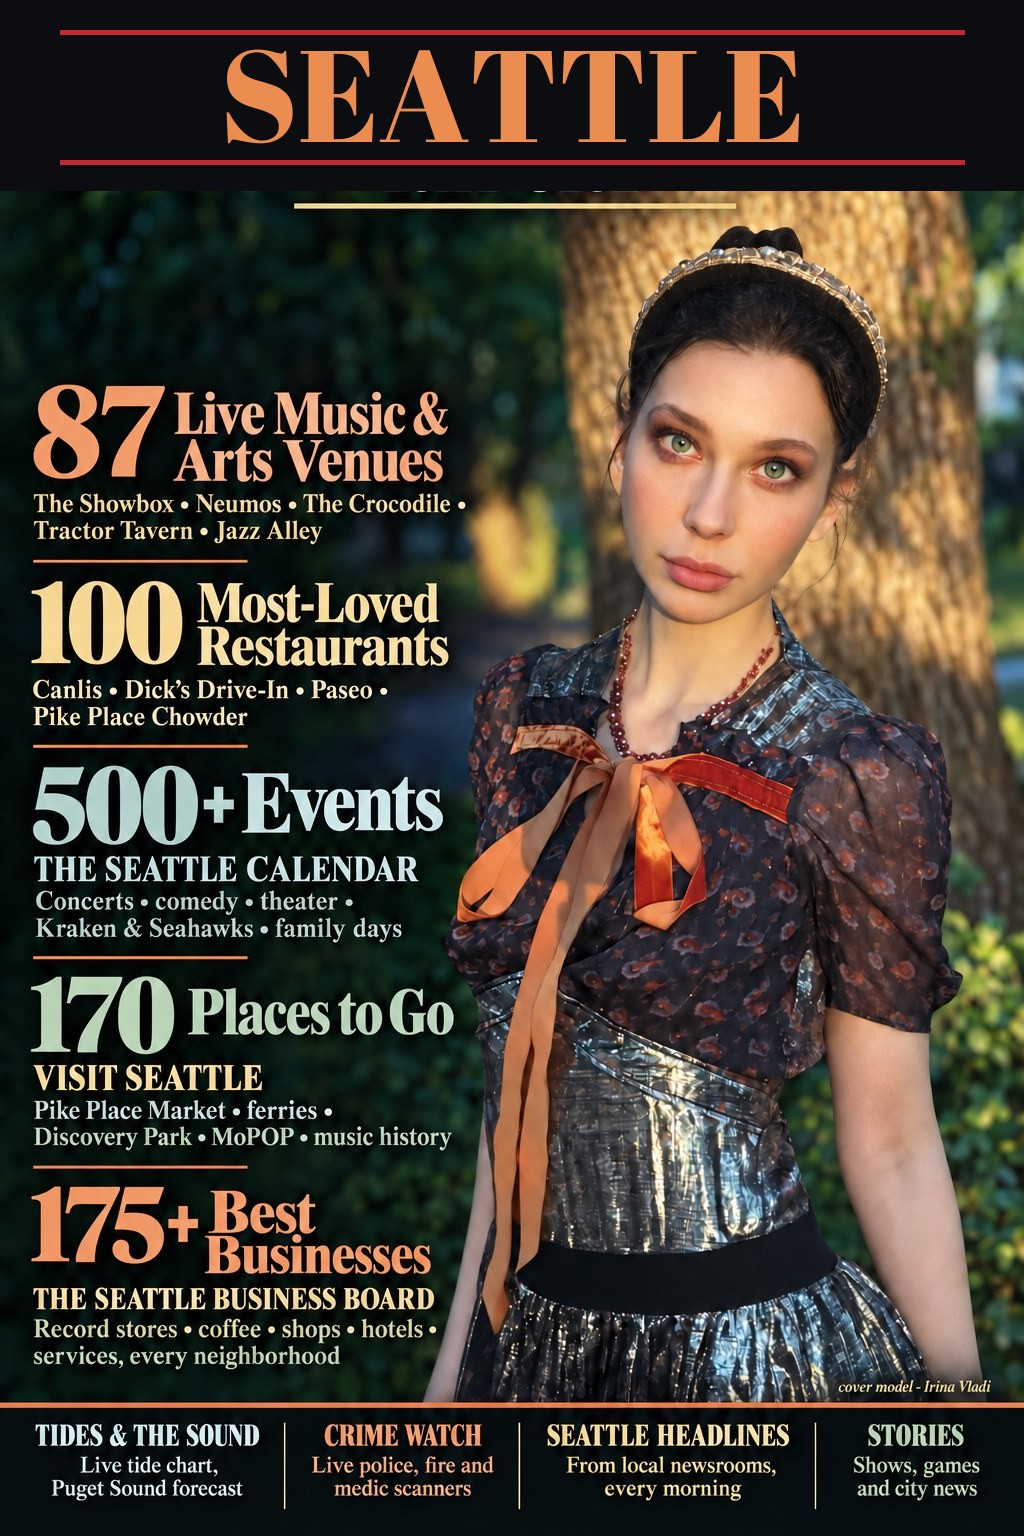 SEATTLE
87 Live Music &
Arts Venues
The Showbox • Neumos • The Crocodile •
Tractor Tavern • Jazz Alley
100 Most-Loved
Restaurants
Canlis • Dick's Drive-In • Paseo •
Pike Place Chowder
500+ Events
THE SEATTLE CALENDAR
Concerts • comedy • theater •
Kraken & Seahawks • family days
170 Places to Go
VISIT SEATTLE
Pike Place Market • ferries •
Discovery Park • MoPOP • music history
175+ Best
Businesses
THE SEATTLE BUSINESS BOARD
Record stores • coffee • shops • hotels •
services, every neighborhood
cover model - Irina Vladi
TIDES & THE SOUND
Live tide chart,
Puget Sound forecast
CRIME WATCH
Live police, fire and
medic scanners
SEATTLE HEADLINES
From local newsrooms,
every morning
STORIES
Shows, games
and city news